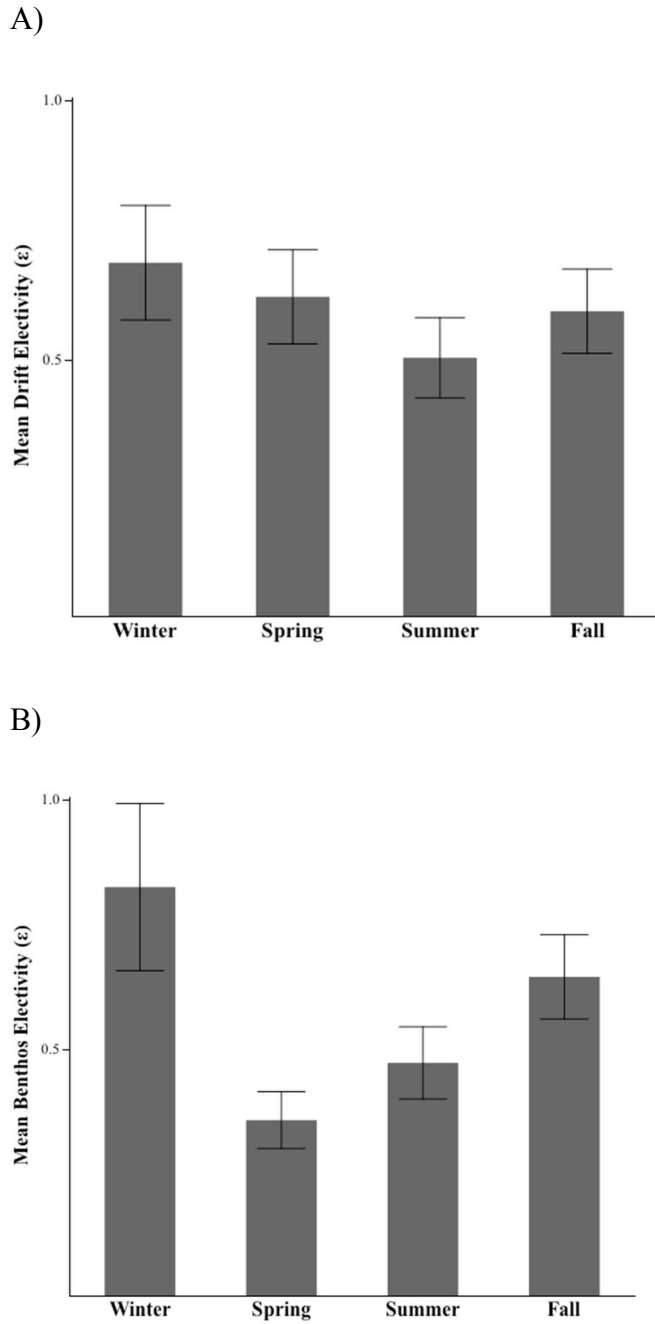 A)
1.0
Mean Drift Electivity (ε)
0.5
Winter Spring Summer Fall
B)
1.0
Mean Benthos Electivity (ε)
0.5
Winter Spring Summer Fall